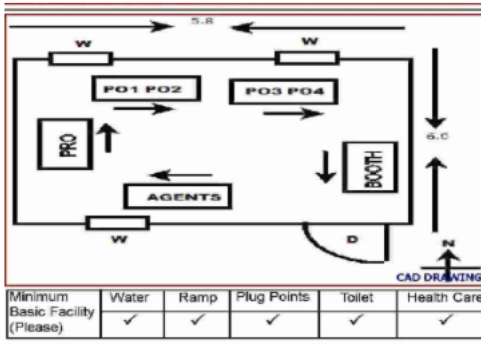 5.8
W
W
PO1 PO2
PO3 PO4
6.0
PRO
BOOTH
AGENTS
W
D
N
CAD DRAWING
Minimum Basic Facility (Please)
Water
Ramp
Plug Points
Toilet
Health Care
✓ ✓ ✓ ✓ ✓